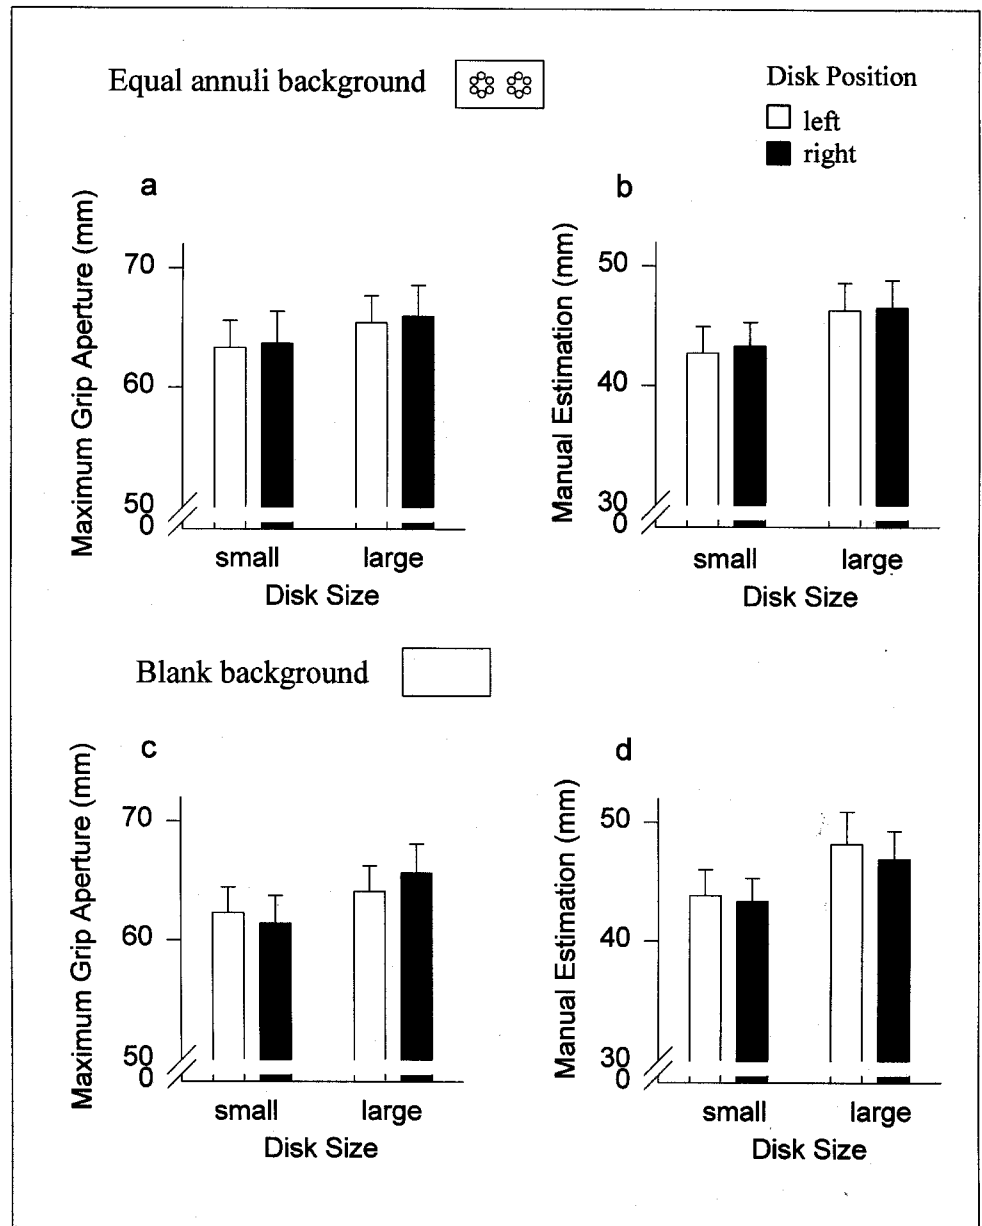 Equal annuli background
Disk Position
left
right
a
Maximum Grip Aperture (mm)
70
60
50
0
small large
Disk Size
b
Manual Estimation (mm)
50
40
30
0
small large
Disk Size
Blank background
c
Maximum Grip Aperture (mm)
70
60
50
0
small large
Disk Size
d
Manual Estimation (mm)
50
40
30
0
small large
Disk Size